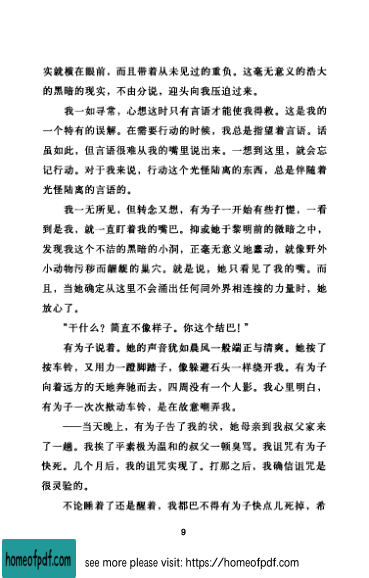 实就横在眼前，而且带着从未见过的重负。这毫无意义的浩大
的黑暗的现实，不由分说，迎头向我压迫过来。
我一如寻常，心想这时只有言语才能使我得救。这是我的
一个特有的误解。在需要行动的时候，我总是指望着言语。话
虽如此，但言语很难从我的嘴里说出来。一想到这里，就会忘
记行动。对于我来说，行动这个光怪陆离的东西，总是伴随着
光怪陆离的言语的。
我一无所见，但转念又想，有为子一开始有些打怔，一看
到是我，就一直盯着我的嘴巴。抑或她于黎明前的微暗之中，
发现我这个不洁的黑暗的小洞，正毫无意义地蠢动，就像野外
小动物污秽而龌龊的巢穴。就是说，她只看见了我的嘴。而
且，当她确定从这里不会涌出任何同外界相连接的力量时，她
放心了。
“干什么？简直不像样子。你这个结巴！”
有为子说着。她的声音犹如晨风一般端正与清爽。她按了
按车铃，又用力一蹬脚踏子，像躲避石头一样绕开我。有为子
向着远方的天地奔驰而去，四周没有一个人影。我心里明白，
有为子一次次揿动车铃，是在故意嘲弄我。
——当天晚上，有为子告了我的状，她母亲到我叔父家来
了一趟。我挨了平素极为温和的叔父一顿臭骂。我诅咒有为子
快死。几个月后，我的诅咒实现了。打那之后，我确信诅咒是
很灵验的。
不论睡着了还是醒着，我都巴不得有为子快点儿死掉，希
9
homeofpdf.com
see more please visit: https://homeofpdf.com